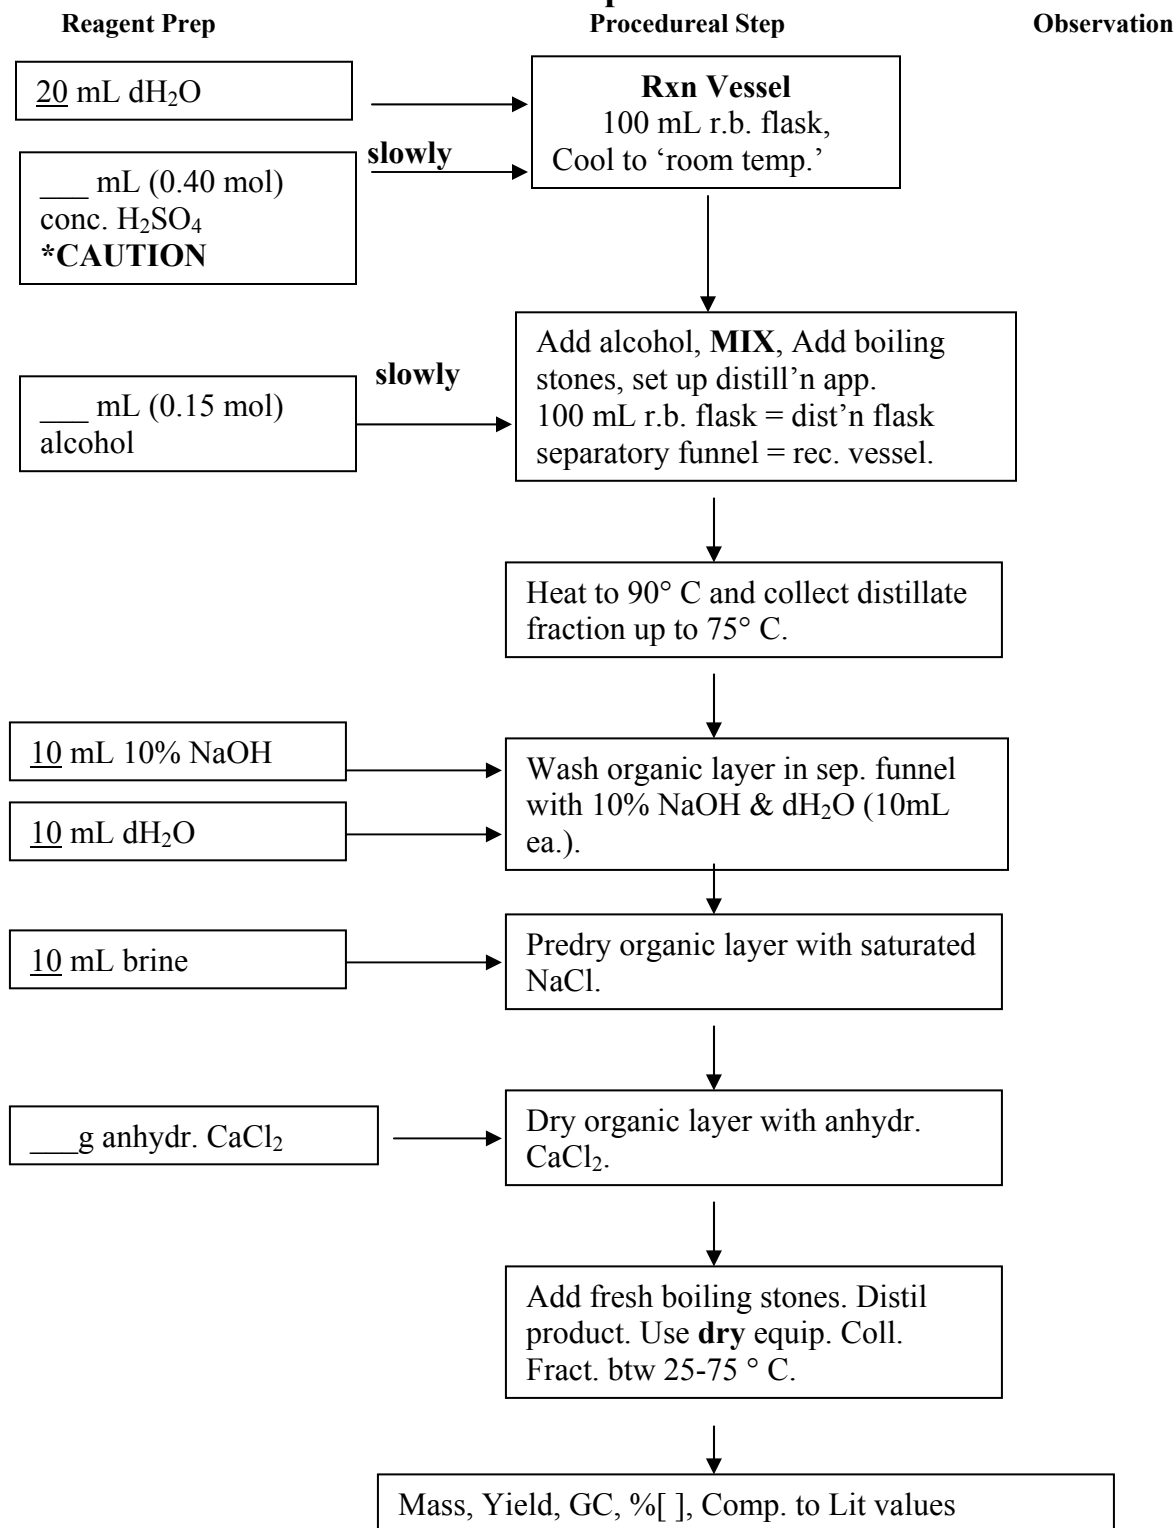 Reagent Prep
Procedureal Step
Observation
20 mL dH₂O
Rxn Vessel
100 mL r.b. flask,
Cool to ‘room temp.’
slowly
___ mL (0.40 mol)
conc. H₂SO₄
*CAUTION
Add alcohol, MIX, Add boiling
stones, set up distill’n app.
100 mL r.b. flask = dist’n flask
separatory funnel = rec. vessel.
slowly
___ mL (0.15 mol)
alcohol
Heat to 90° C and collect distillate
fraction up to 75° C.
10 mL 10% NaOH
10 mL dH₂O
Wash organic layer in sep. funnel
with 10% NaOH & dH₂O (10mL
ea.).
10 mL brine
Predry organic layer with saturated
NaCl.
___g anhydr. CaCl₂
Dry organic layer with anhydr.
CaCl₂.
Add fresh boiling stones. Distil
product. Use dry equip. Coll.
Fract. btw 25-75 ° C.
Mass, Yield, GC, %[ ], Comp. to Lit values